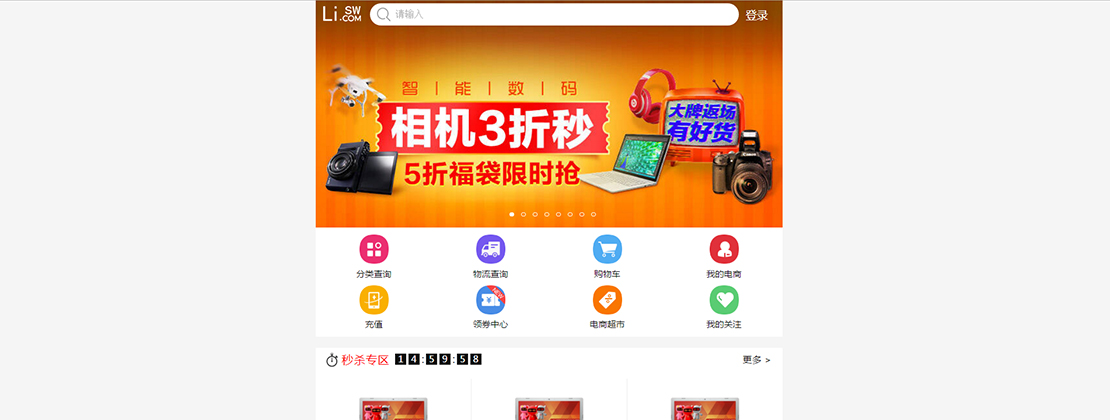 Li.SW.COM
请输入
登录
智 能 数 码
相机3折秒
5折福袋限时抢
大牌返场
有好货
分类查询
物流查询
购物车
我的电商
充值
领券中心
NEW
电商超市
我的关注
秒杀专区 14:59:58
更多 >